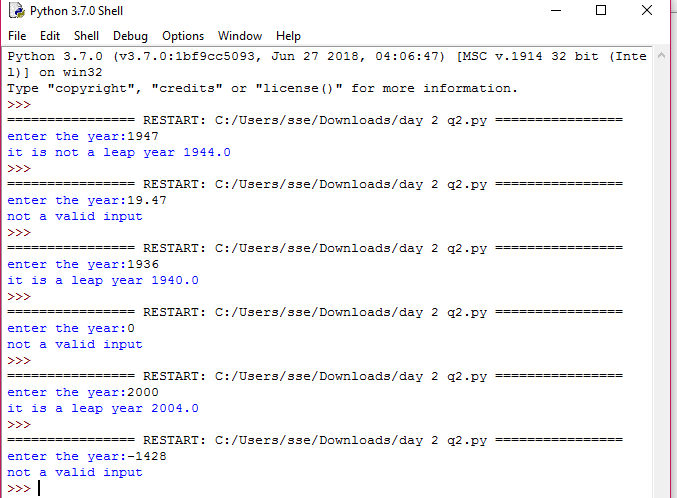 Python 3.7.0 Shell
File Edit Shell Debug Options Window Help
Python 3.7.0 (v3.7.0:1bf9cc5093, Jun 27 2018, 04:06:47) [MSC v.1914 32 bit (Inte
l)] on win32
Type "copyright", "credits" or "license()" for more information.
>>>
================ RESTART: C:/Users/sse/Downloads/day 2 q2.py ================
enter the year:1947
it is not a leap year 1944.0
>>>
================ RESTART: C:/Users/sse/Downloads/day 2 q2.py ================
enter the year:19.47
not a valid input
>>>
================ RESTART: C:/Users/sse/Downloads/day 2 q2.py ================
enter the year:1936
it is a leap year 1940.0
>>>
================ RESTART: C:/Users/sse/Downloads/day 2 q2.py ================
enter the year:0
not a valid input
>>>
================ RESTART: C:/Users/sse/Downloads/day 2 q2.py ================
enter the year:2000
it is a leap year 2004.0
>>>
================ RESTART: C:/Users/sse/Downloads/day 2 q2.py ================
enter the year:-1428
not a valid input
>>>